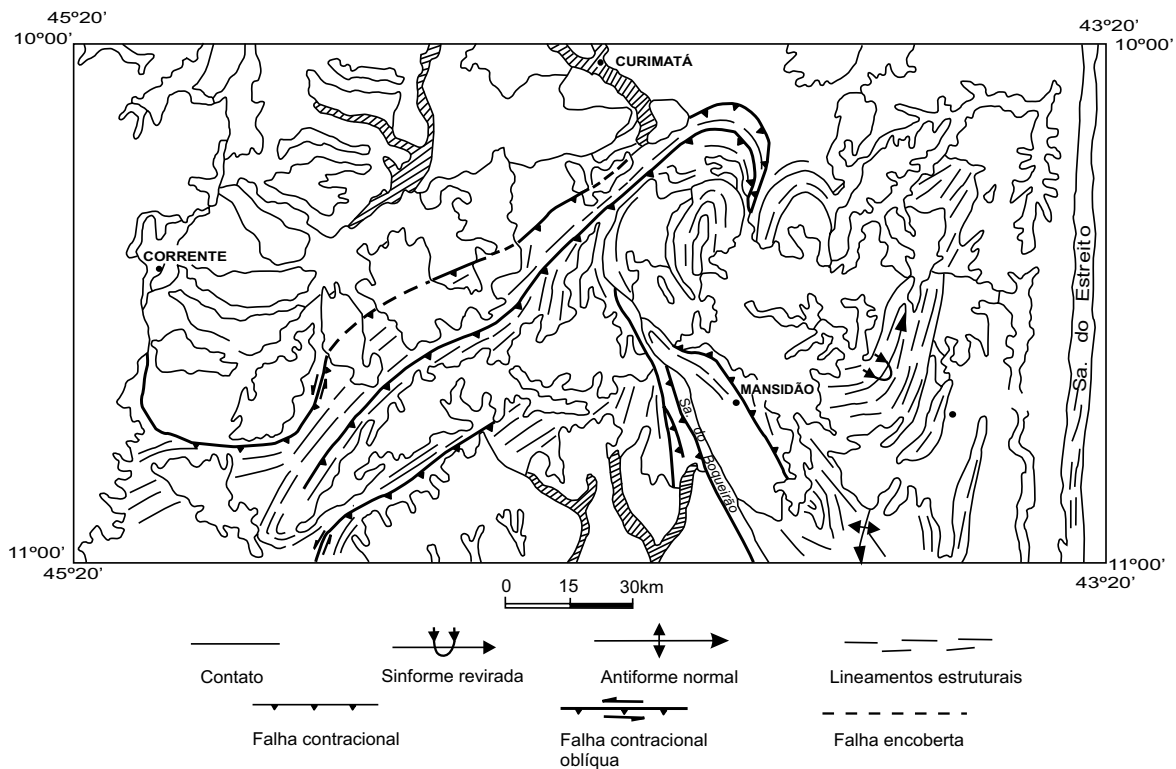 45º20'
43º20'
10º00'
10º00'
CURIMATÁ
CORRENTE
Sa. do Estreito
MANSIDÃO
Sa. do Boqueirão
11º00'
11º00'
45º20'
43º20'
0 15 30km
Contato
Sinforme revirada
Antiforme normal
Lineamentos estruturais
Falha contracional
Falha contracional
oblíqua
Falha encoberta